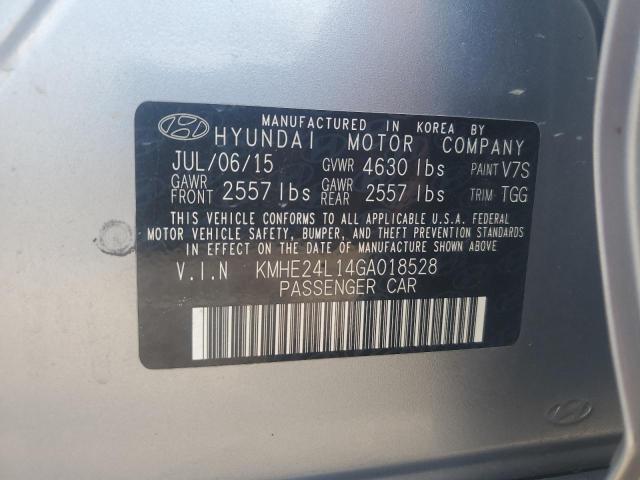 MANUFACTURED IN KOREA BY
HYUNDAI MOTOR COMPANY
JUL/06/15 GVWR 4630 lbs PAINT V7S
GAWR FRONT 2557 lbs GAWR REAR 2557 lbs TRIM TGG
THIS VEHICLE CONFORMS TO ALL APPLICABLE U.S.A. FEDERAL
MOTOR VEHICLE SAFETY, BUMPER, AND THEFT PREVENTION STANDARDS
IN EFFECT ON THE DATE OF MANUFACTURE SHOWN ABOVE.
V.I.N KMHE24L14GA018528
PASSENGER CAR